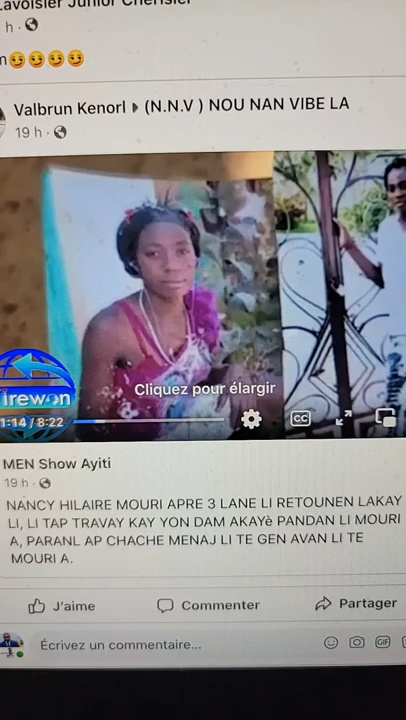 Lavoisier Junior Cherisier
h ·
n😏😏😏😏
Valbrun Kenorl ▸ (N.N.V ) NOU NAN VIBE LA
19 h ·
Cliquez pour élargir
irewon
1:14 / 8:22
CC
MEN Show Ayiti
19 h ·
NANCY HILAIRE MOURI APRE 3 LANE LI RETOUNEN LAKAY
LI, LI TAP TRAVAY KAY YON DAM AKAYè PANDAN LI MOURI
A, PARANL AP CHACHE MENAJ LI TE GEN AVAN LI TE
MOURI A.
J'aime Commenter Partager
Écrivez un commentaire...
GIF